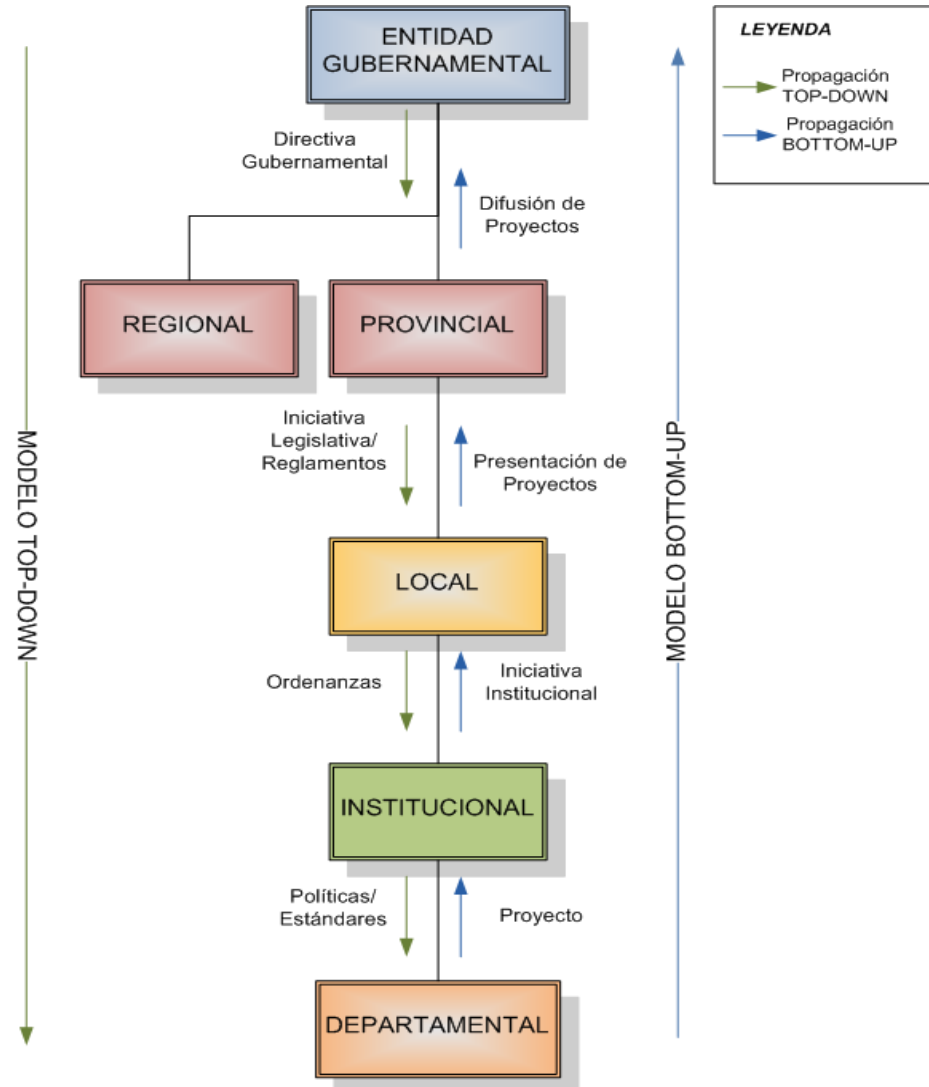 ENTIDAD
GUBERNAMENTAL
LEYENDA
Propagación
TOP-DOWN
Propagación
BOTTOM-UP
Directiva
Gubernamental
Difusión de
Proyectos
REGIONAL
PROVINCIAL
Iniciativa
Legislativa/
Reglamentos
Presentación de
Proyectos
MODELO TOP-DOWN
MODELO BOTTOM-UP
LOCAL
Ordenanzas
Iniciativa
Institucional
INSTITUCIONAL
Políticas/
Estándares
Proyecto
DEPARTAMENTAL